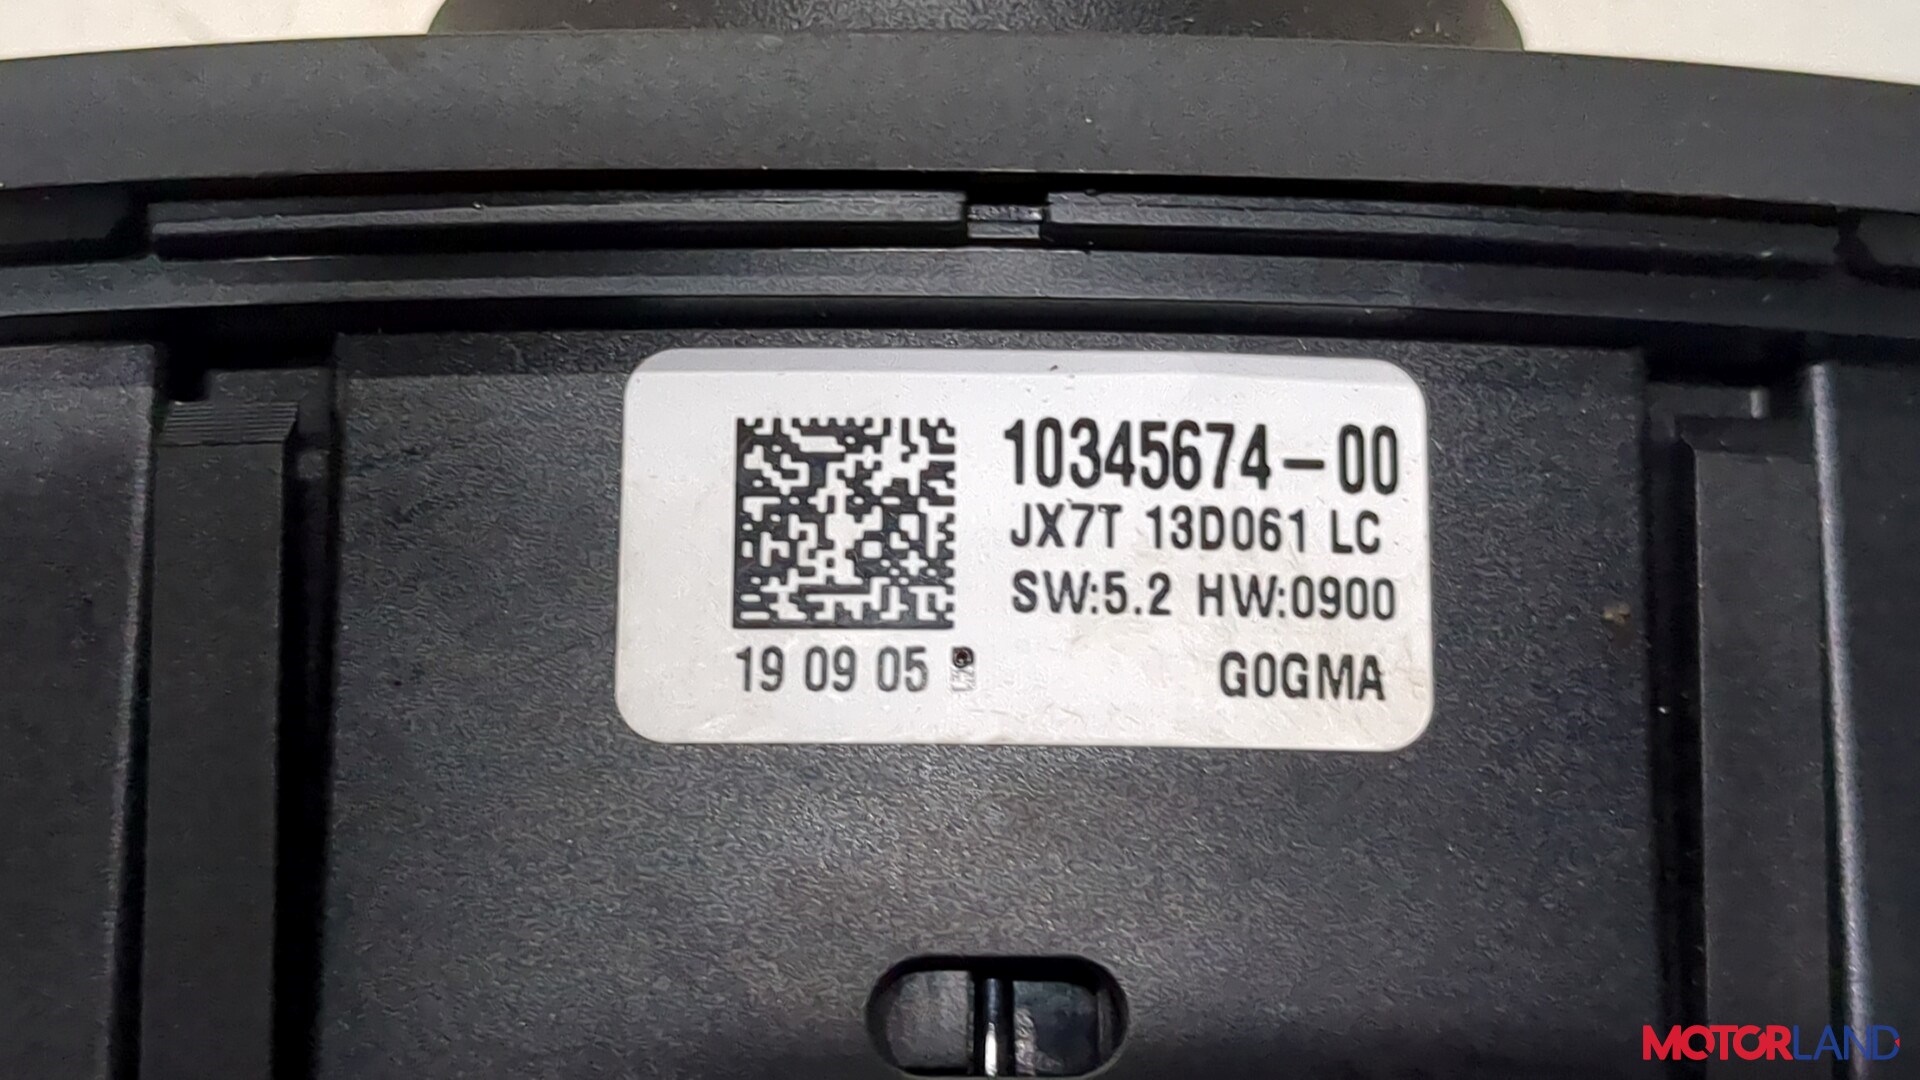 10345674-00
JX7T 13D061 LC
SW:5.2 HW:0900
19 09 05
G0GMA
MOTORLAND